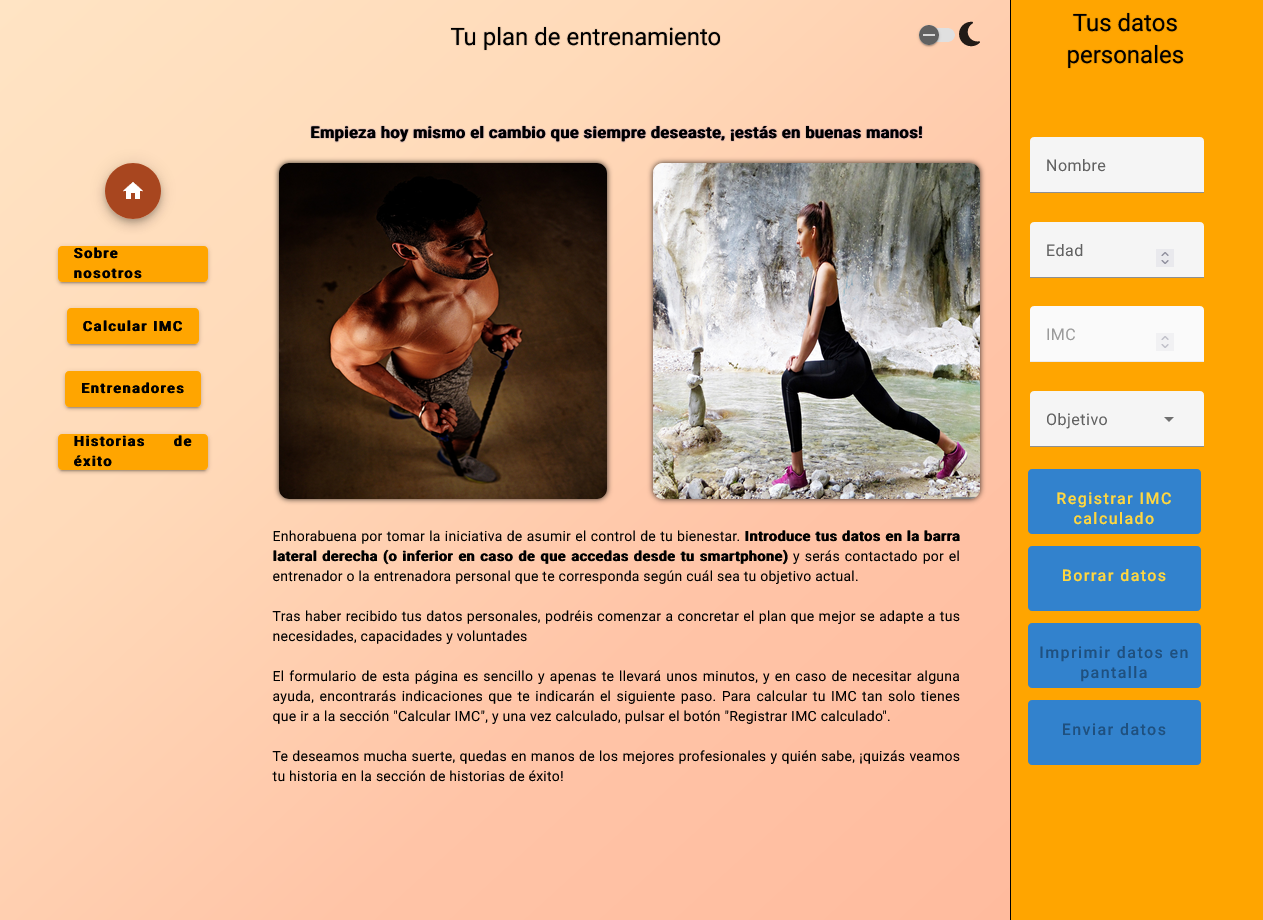 Tu plan de entrenamiento
Empieza hoy mismo el cambio que siempre deseaste, ¡estás en buenas manos!
Sobre
nosotros
Calcular IMC
Entrenadores
Historias de
éxito
Enhorabuena por tomar la iniciativa de asumir el control de tu bienestar. Introduce tus datos en la barra
lateral derecha (o inferior en caso de que accedas desde tu smartphone) y serás contactado por el
entrenador o la entrenadora personal que te corresponda según cuál sea tu objetivo actual.
Tras haber recibido tus datos personales, podréis comenzar a concretar el plan que mejor se adapte a tus
necesidades, capacidades y voluntades
El formulario de esta página es sencillo y apenas te llevará unos minutos, y en caso de necesitar alguna
ayuda, encontrarás indicaciones que te indicarán el siguiente paso. Para calcular tu IMC tan solo tienes
que ir a la sección "Calcular IMC", y una vez calculado, pulsar el botón "Registrar IMC calculado".
Te deseamos mucha suerte, quedas en manos de los mejores profesionales y quién sabe, ¡quizás veamos
tu historia en la sección de historias de éxito!
Tus datos
personales
Nombre
Edad
IMC
Objetivo
Registrar IMC
calculado
Borrar datos
Imprimir datos en
pantalla
Enviar datos